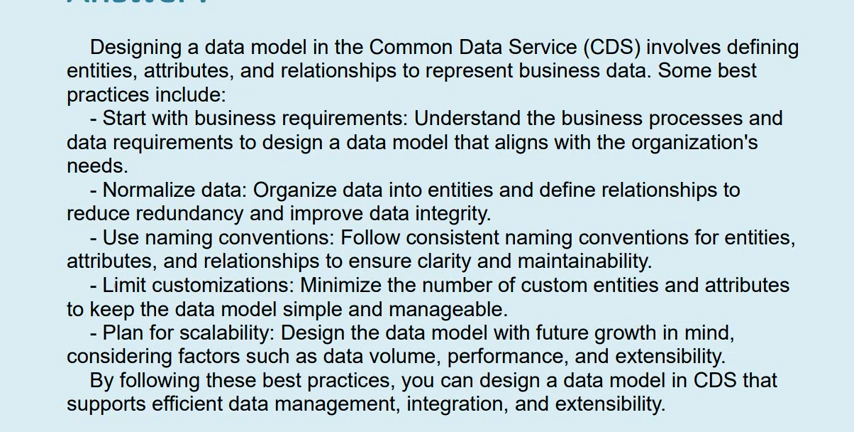 Designing a data model in the Common Data Service (CDS) involves defining
entities, attributes, and relationships to represent business data. Some best
practices include:
- Start with business requirements: Understand the business processes and
data requirements to design a data model that aligns with the organization's
needs.
- Normalize data: Organize data into entities and define relationships to
reduce redundancy and improve data integrity.
- Use naming conventions: Follow consistent naming conventions for entities,
attributes, and relationships to ensure clarity and maintainability.
- Limit customizations: Minimize the number of custom entities and attributes
to keep the data model simple and manageable.
- Plan for scalability: Design the data model with future growth in mind,
considering factors such as data volume, performance, and extensibility.
By following these best practices, you can design a data model in CDS that
supports efficient data management, integration, and extensibility.